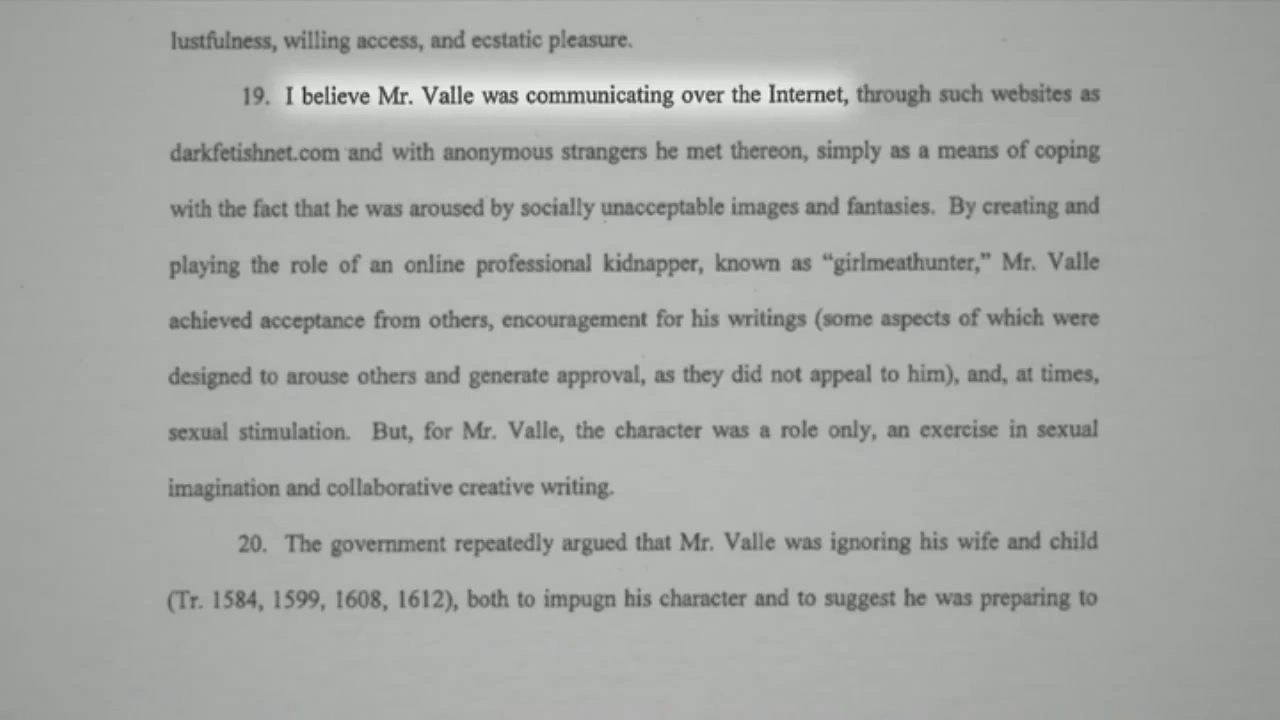 lustfulness, willing access, and ecstatic pleasure.
19. I believe Mr. Valle was communicating over the Internet, through such websites as
darkfetishnet.com and with anonymous strangers he met thereon, simply as a means of coping
with the fact that he was aroused by socially unacceptable images and fantasies. By creating and
playing the role of an online professional kidnapper, known as “girlmeathunter,” Mr. Valle
achieved acceptance from others, encouragement for his writings (some aspects of which were
designed to arouse others and generate approval, as they did not appeal to him), and, at times,
sexual stimulation. But, for Mr. Valle, the character was a role only, an exercise in sexual
imagination and collaborative creative writing.
20. The government repeatedly argued that Mr. Valle was ignoring his wife and child
(Tr. 1584, 1599, 1608, 1612), both to impugn his character and to suggest he was preparing to